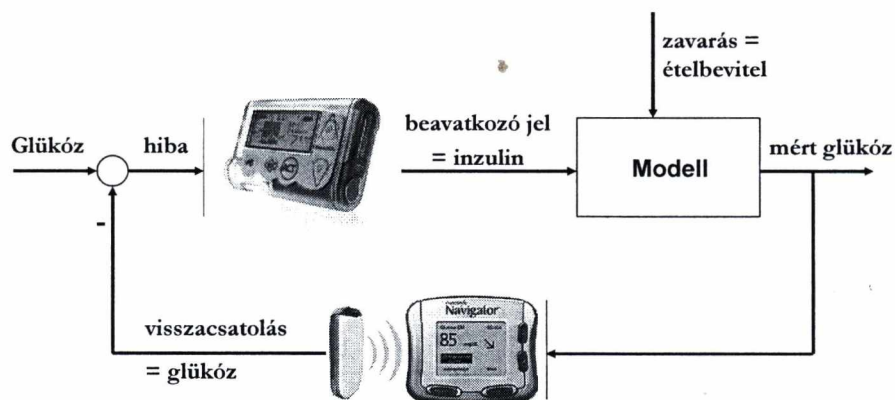 zavarás =
ételbevitel
Glükóz
hiba
beavatkozó jel
= inzulin
Modell
mért glükóz
-
Navigator
85
visszacsatolás
= glükóz